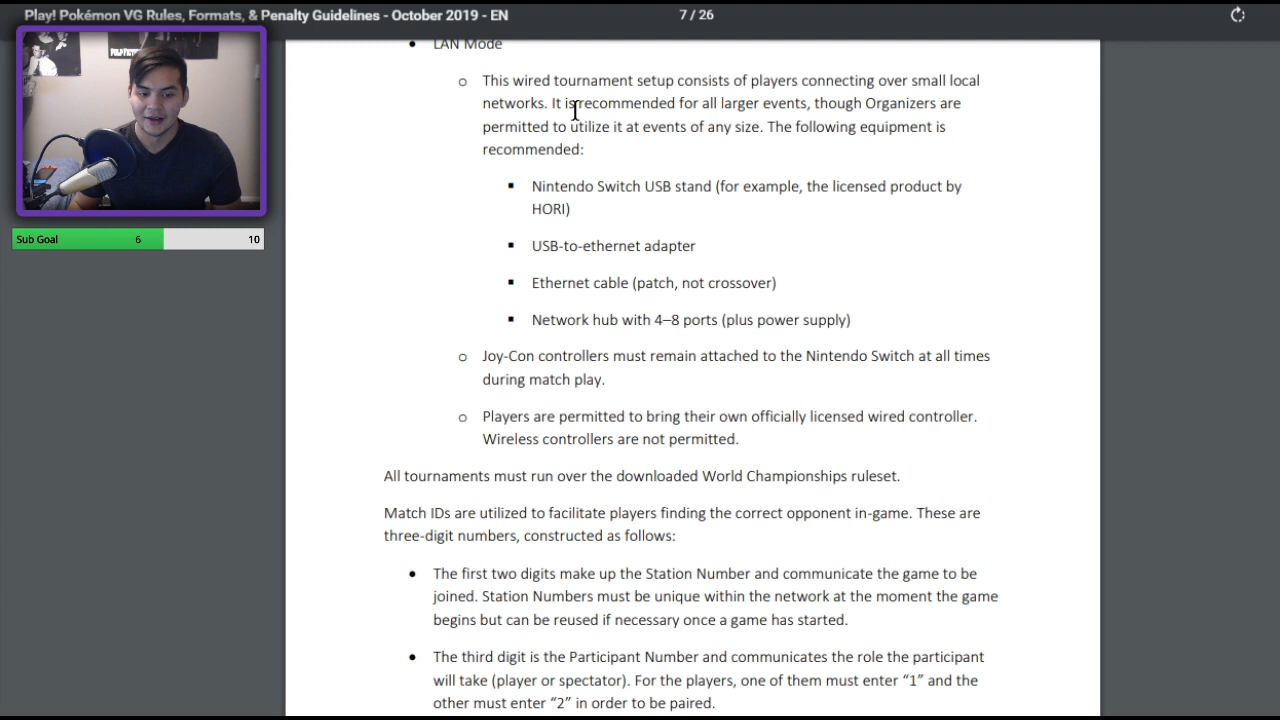 Play! Pokémon VG Rules, Formats, & Penalty Guidelines - October 2019 - EN
7 / 26
PULP FICTION
Sub Goal 6 10
• LAN Mode
o This wired tournament setup consists of players connecting over small local
networks. It is recommended for all larger events, though Organizers are
permitted to utilize it at events of any size. The following equipment is
recommended:
▪ Nintendo Switch USB stand (for example, the licensed product by
HORI)
▪ USB-to-ethernet adapter
▪ Ethernet cable (patch, not crossover)
▪ Network hub with 4–8 ports (plus power supply)
o Joy-Con controllers must remain attached to the Nintendo Switch at all times
during match play.
o Players are permitted to bring their own officially licensed wired controller.
Wireless controllers are not permitted.
All tournaments must run over the downloaded World Championships ruleset.
Match IDs are utilized to facilitate players finding the correct opponent in-game. These are
three-digit numbers, constructed as follows:
• The first two digits make up the Station Number and communicate the game to be
joined. Station Numbers must be unique within the network at the moment the game
begins but can be reused if necessary once a game has started.
• The third digit is the Participant Number and communicates the role the participant
will take (player or spectator). For the players, one of them must enter “1” and the
other must enter “2” in order to be paired.